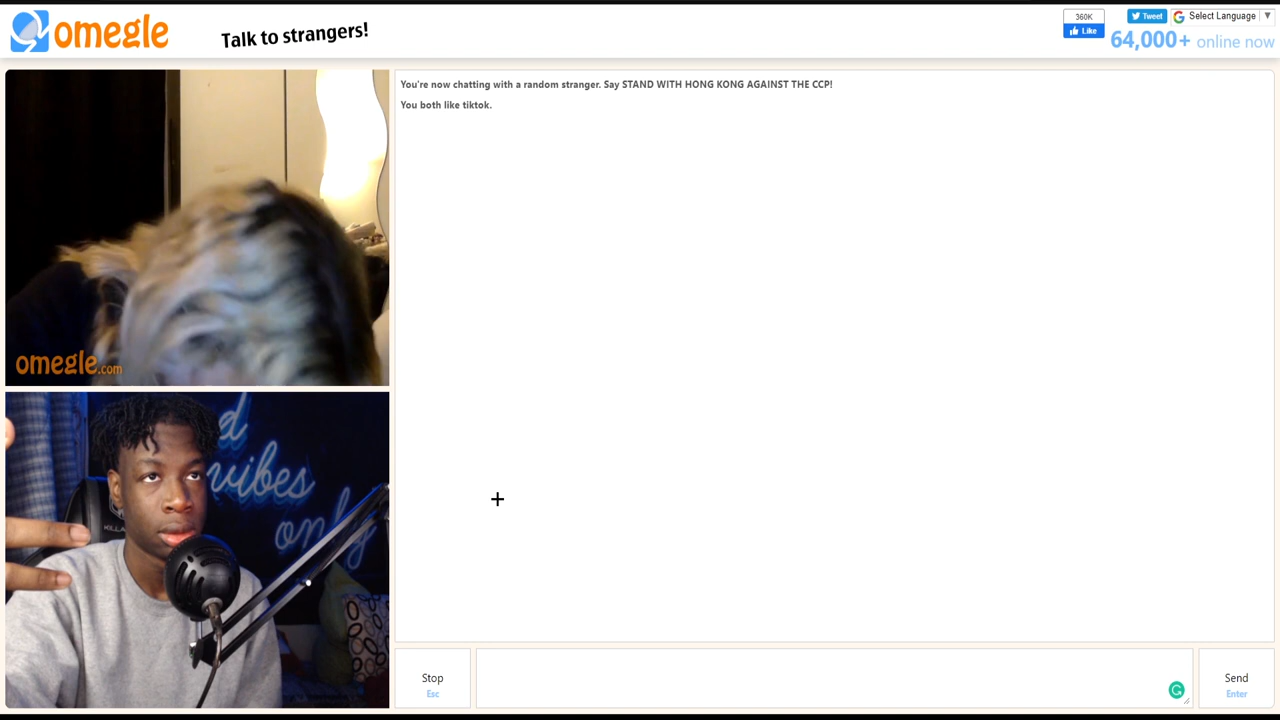 omegle
Talk to strangers!
360K
Like
Tweet
Select Language
64,000+ online now
You're now chatting with a random stranger. Say STAND WITH HONG KONG AGAINST THE CCP!
You both like tiktok.
omegle.com
vibes
only
Stop
Esc
Send
Enter